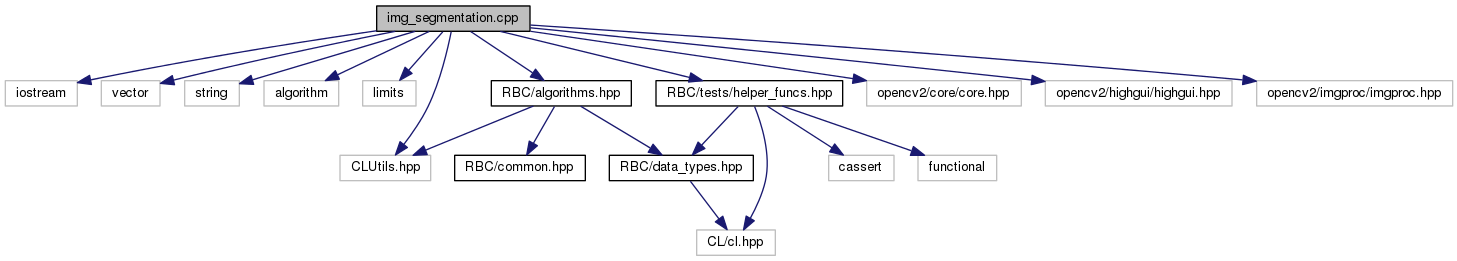 img_segmentation.cpp
iostream
vector
string
algorithm
limits
RBC/algorithms.hpp
RBC/tests/helper_funcs.hpp
opencv2/core/core.hpp
opencv2/highgui/highgui.hpp
opencv2/imgproc/imgproc.hpp
CLUtils.hpp
RBC/common.hpp
RBC/data_types.hpp
cassert
functional
CL/cl.hpp